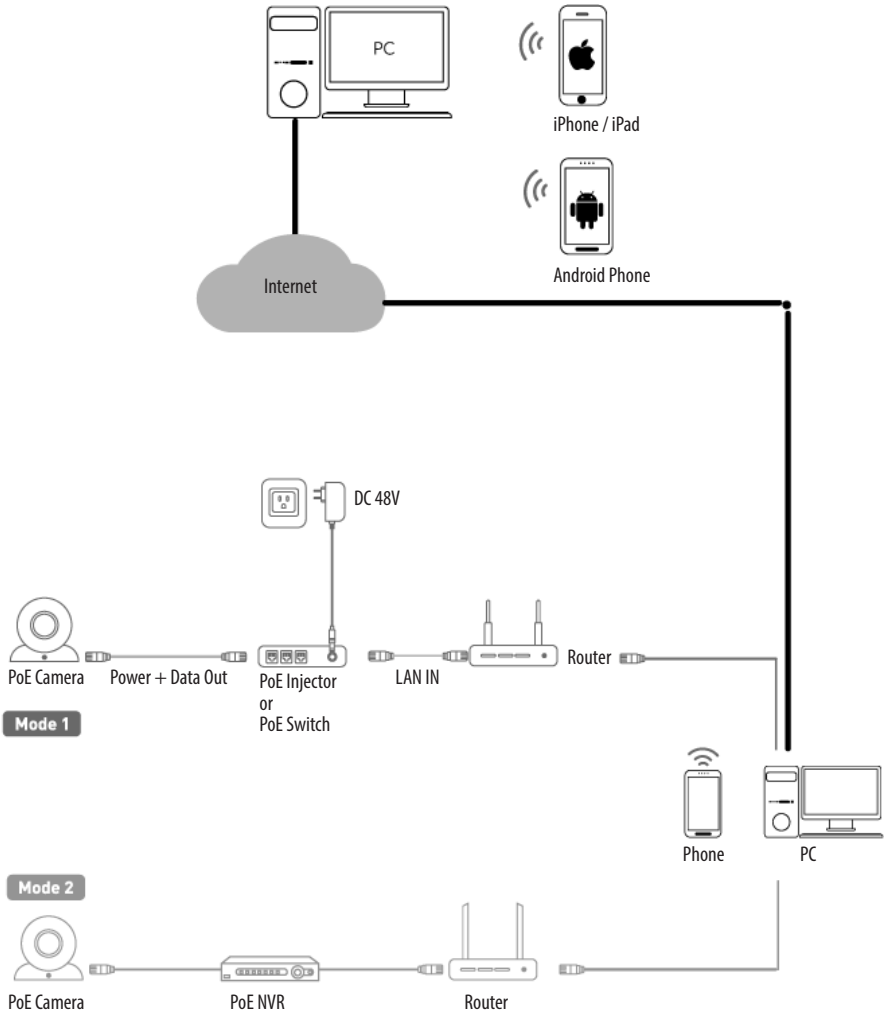 PC
iPhone / iPad
Android Phone
Internet
DC 48V
PoE Camera
Power + Data Out
PoE Injector
or
PoE Switch
LAN IN
Router
Mode 1
Phone
PC
Mode 2
PoE Camera
PoE NVR
Router